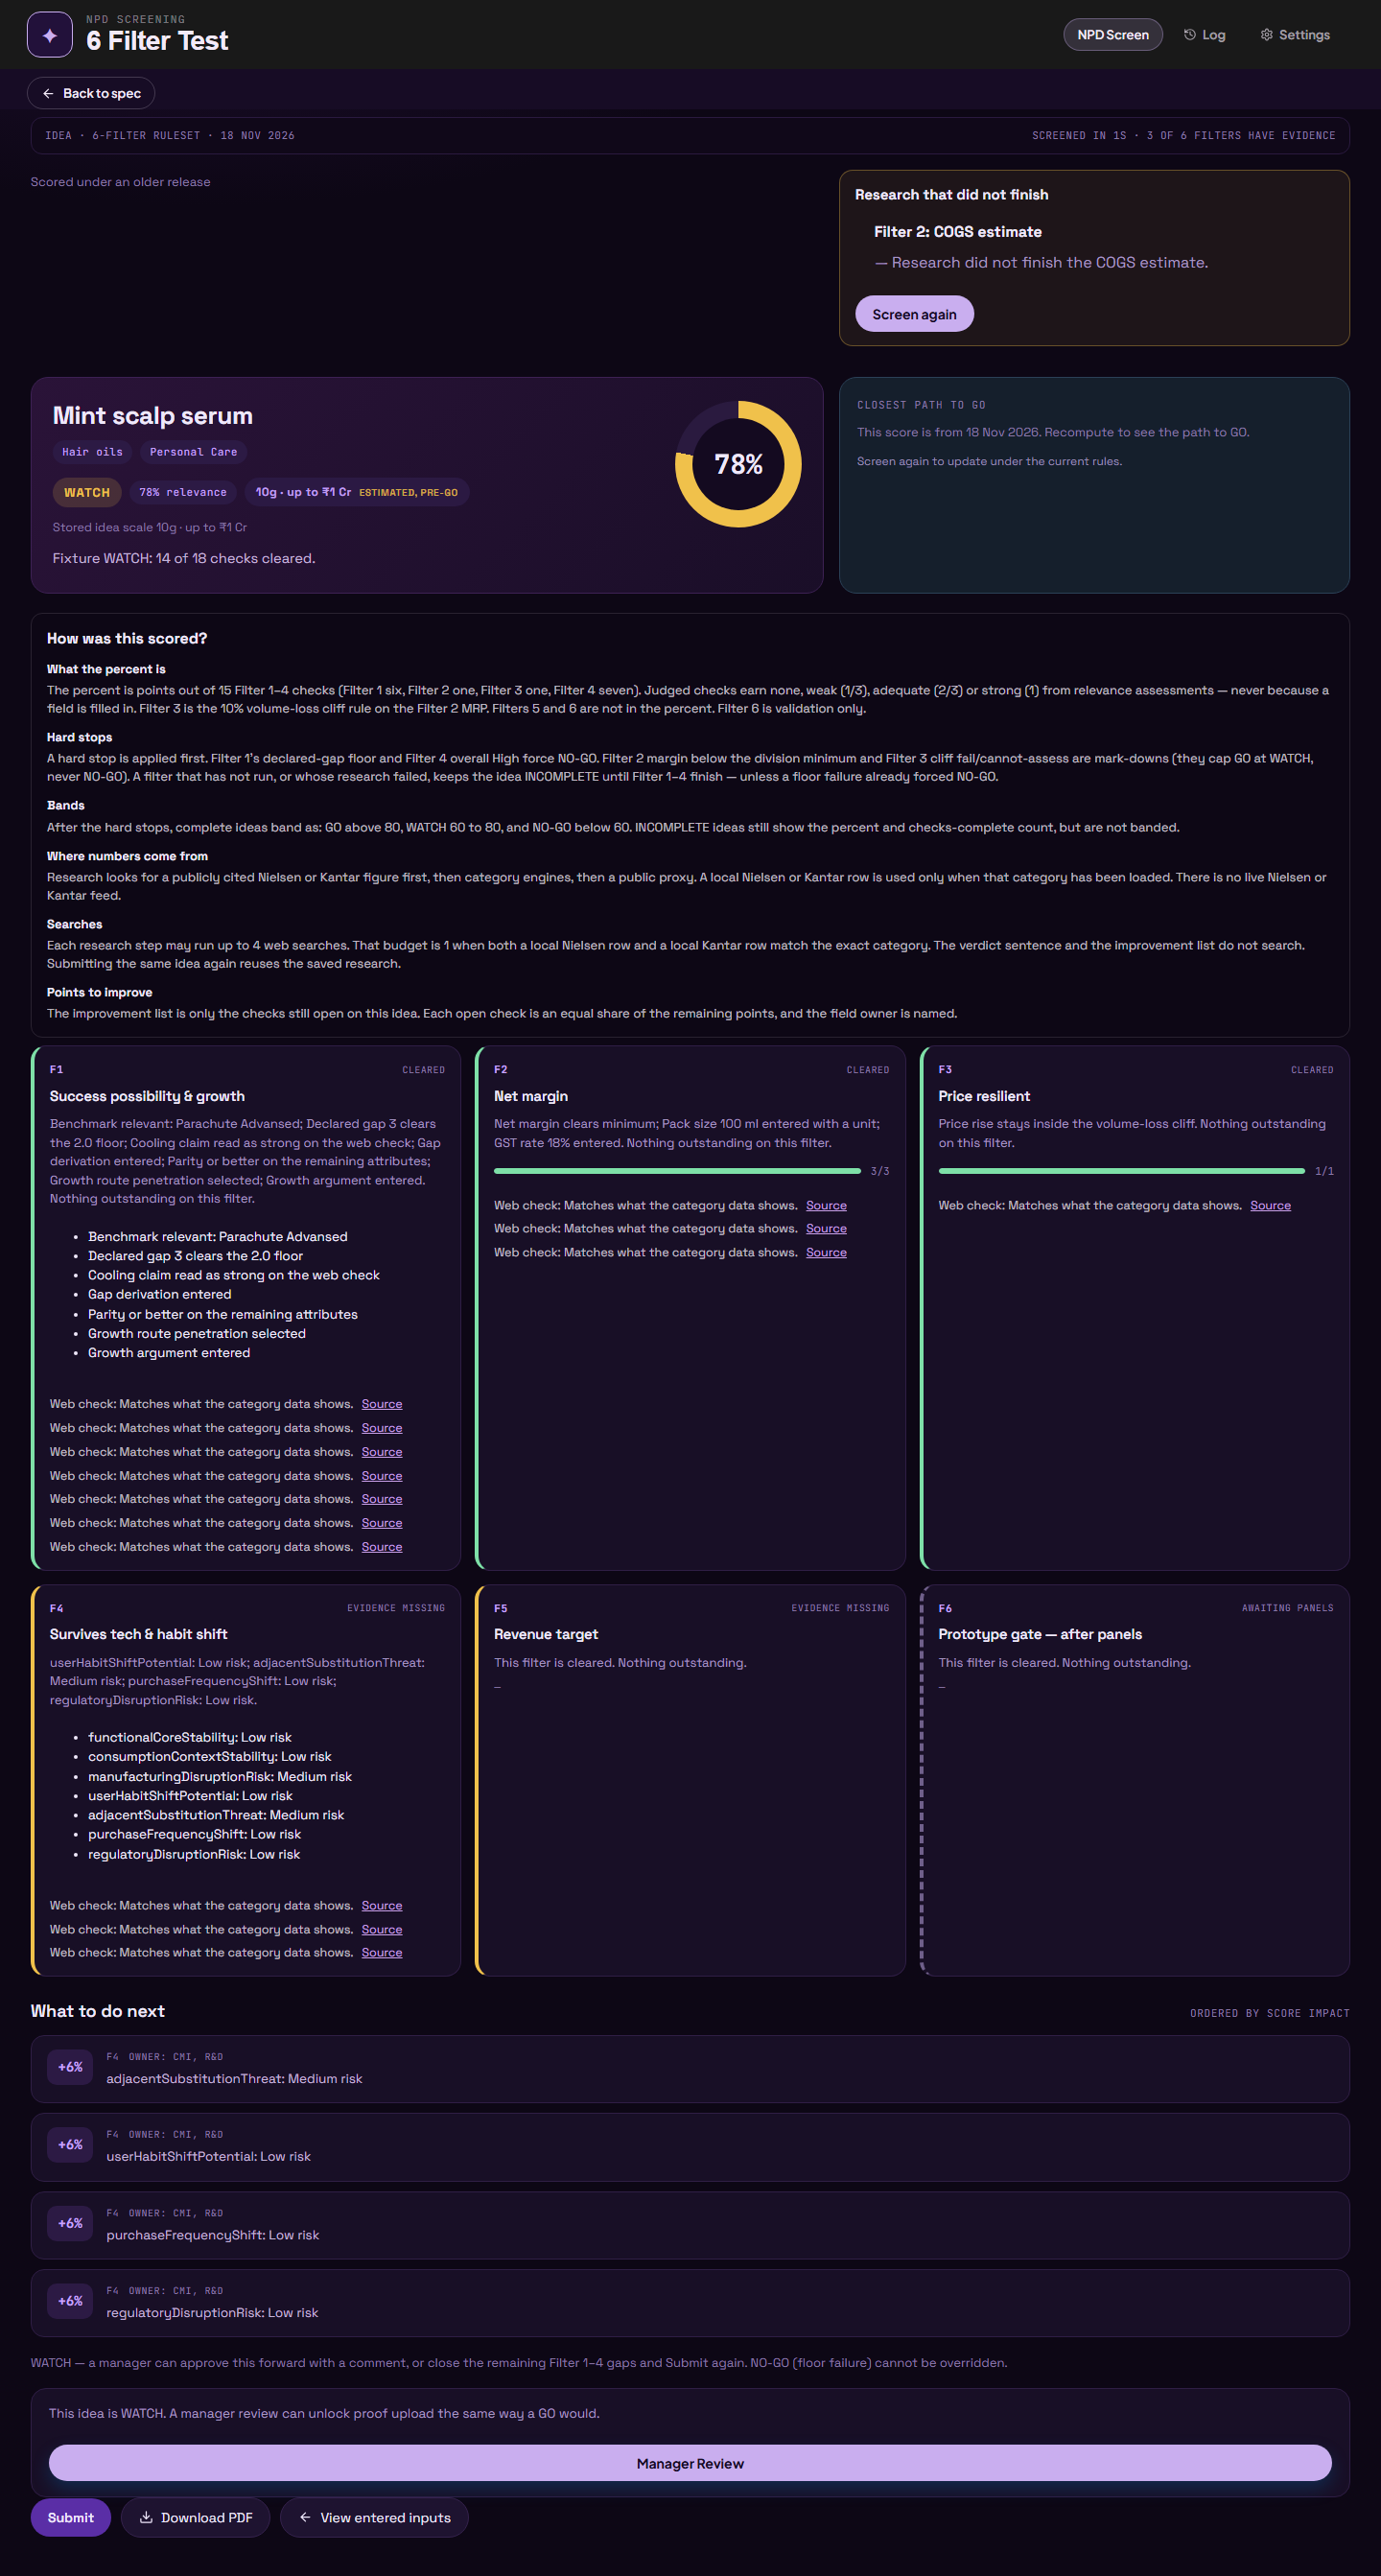 NPD SCREENING
6 Filter Test
NPD Screen
Log
Settings
Back to spec
IDEA · 6-FILTER RULESET · 18 NOV 2026
SCREENED IN 1S · 3 OF 6 FILTERS HAVE EVIDENCE
Scored under an older release
Research that did not finish
Filter 2: COGS estimate
— Research did not finish the COGS estimate.
Screen again
Mint scalp serum
Hair oils
Personal Care
WATCH
78% relevance
10g · up to ₹1 Cr ESTIMATED, PRE-GO
Stored idea scale 10g · up to ₹1 Cr
Fixture WATCH: 14 of 18 checks cleared.
78%
CLOSEST PATH TO GO
This score is from 18 Nov 2026. Recompute to see the path to GO.
Screen again to update under the current rules.
How was this scored?
What the percent is
The percent is points out of 15 Filter 1–4 checks (Filter 1 six, Filter 2 one, Filter 3 one, Filter 4 seven). Judged checks earn none, weak (1/3), adequate (2/3) or strong (1) from relevance assessments — never because a
field is filled in. Filter 3 is the 10% volume-loss cliff rule on the Filter 2 MRP. Filters 5 and 6 are not in the percent. Filter 6 is validation only.
Hard stops
A hard stop is applied first. Filter 1's declared-gap floor and Filter 4 overall High force NO-GO. Filter 2 margin below the division minimum and Filter 3 cliff fail/cannot-assess are mark-downs (they cap GO at WATCH,
never NO-GO). A filter that has not run, or whose research failed, keeps the idea INCOMPLETE until Filter 1–4 finish — unless a floor failure already forced NO-GO.
Bands
After the hard stops, complete ideas band as: GO above 80, WATCH 60 to 80, and NO-GO below 60. INCOMPLETE ideas still show the percent and checks-complete count, but are not banded.
Where numbers come from
Research looks for a publicly cited Nielsen or Kantar figure first, then category engines, then a public proxy. A local Nielsen or Kantar row is used only when that category has been loaded. There is no live Nielsen or
Kantar feed.
Searches
Each research step may run up to 4 web searches. That budget is 1 when both a local Nielsen row and a local Kantar row match the exact category. The verdict sentence and the improvement list do not search.
Submitting the same idea again reuses the saved research.
Points to improve
The improvement list is only the checks still open on this idea. Each open check is an equal share of the remaining points, and the field owner is named.
F1
CLEARED
Success possibility & growth
Benchmark relevant: Parachute Advansed; Declared gap 3 clears
the 2.0 floor; Cooling claim read as strong on the web check; Gap
derivation entered; Parity or better on the remaining attributes;
Growth route penetration selected; Growth argument entered.
Nothing outstanding on this filter.
• Benchmark relevant: Parachute Advansed
• Declared gap 3 clears the 2.0 floor
• Cooling claim read as strong on the web check
• Gap derivation entered
• Parity or better on the remaining attributes
• Growth route penetration selected
• Growth argument entered
Web check: Matches what the category data shows. Source
Web check: Matches what the category data shows. Source
Web check: Matches what the category data shows. Source
Web check: Matches what the category data shows. Source
Web check: Matches what the category data shows. Source
Web check: Matches what the category data shows. Source
Web check: Matches what the category data shows. Source
F2
CLEARED
Net margin
Net margin clears minimum; Pack size 100 ml entered with a unit;
GST rate 18% entered. Nothing outstanding on this filter.
3/3
Web check: Matches what the category data shows. Source
Web check: Matches what the category data shows. Source
Web check: Matches what the category data shows. Source
F3
CLEARED
Price resilient
Price rise stays inside the volume-loss cliff. Nothing outstanding
on this filter.
1/1
Web check: Matches what the category data shows. Source
F4
EVIDENCE MISSING
Survives tech & habit shift
userHabitShiftPotential: Low risk; adjacentSubstitutionThreat:
Medium risk; purchaseFrequencyShift: Low risk;
regulatoryDisruptionRisk: Low risk.
• functionalCoreStability: Low risk
• consumptionContextStability: Low risk
• manufacturingDisruptionRisk: Medium risk
• userHabitShiftPotential: Low risk
• adjacentSubstitutionThreat: Medium risk
• purchaseFrequencyShift: Low risk
• regulatoryDisruptionRisk: Low risk
Web check: Matches what the category data shows. Source
Web check: Matches what the category data shows. Source
Web check: Matches what the category data shows. Source
F5
EVIDENCE MISSING
Revenue target
This filter is cleared. Nothing outstanding.
—
F6
AWAITING PANELS
Prototype gate — after panels
This filter is cleared. Nothing outstanding.
—
What to do next
ORDERED BY SCORE IMPACT
+6%
F4 OWNER: CMI, R&D
adjacentSubstitutionThreat: Medium risk
+6%
F4 OWNER: CMI, R&D
userHabitShiftPotential: Low risk
+6%
F4 OWNER: CMI, R&D
purchaseFrequencyShift: Low risk
+6%
F4 OWNER: CMI, R&D
regulatoryDisruptionRisk: Low risk
WATCH — a manager can approve this forward with a comment, or close the remaining Filter 1–4 gaps and Submit again. NO-GO (floor failure) cannot be overridden.
This idea is WATCH. A manager review can unlock proof upload the same way a GO would.
Manager Review
Submit
Download PDF
View entered inputs